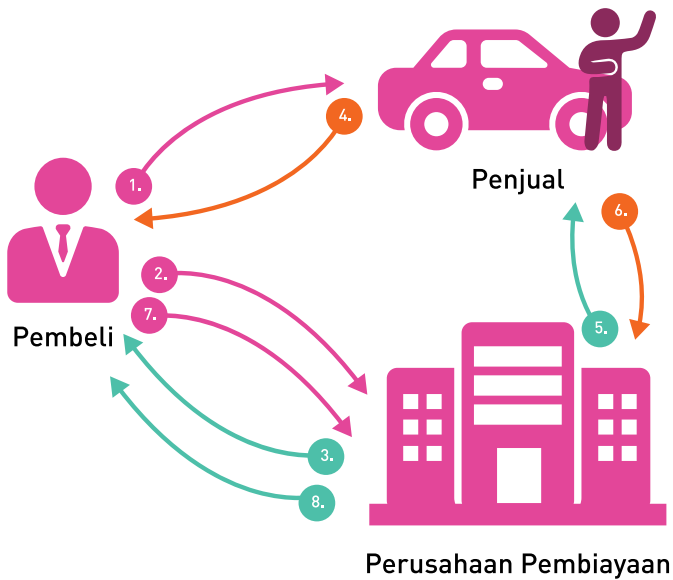 4.
1.
Penjual
6.
2.
7.
5.
Pembeli
3.
8.
Perusahaan Pembiayaan